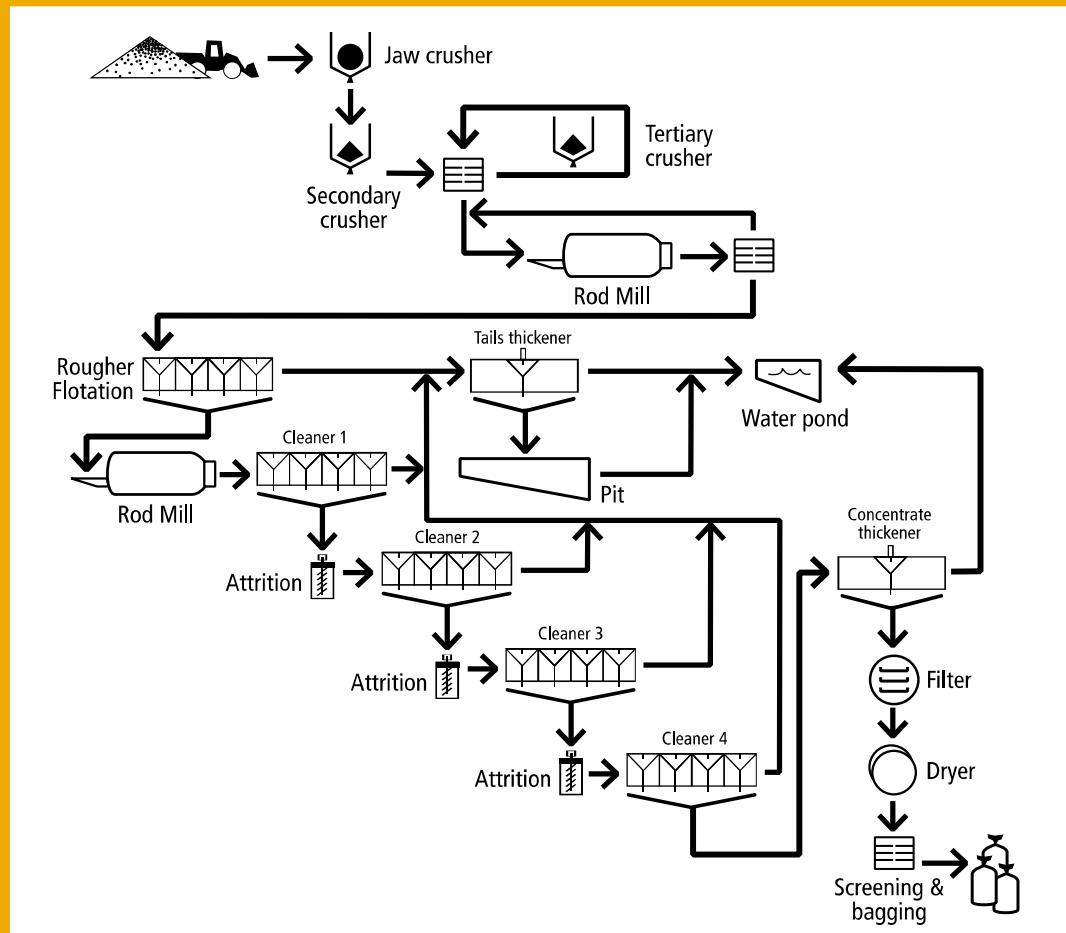 Jaw crusher
Tertiary
crusher
Secondary
crusher
Rod Mill
Tails thickener
Rougher
Flotation
Water pond
Cleaner 1
Pit
Rod Mill
Concentrate
thickener
Cleaner 2
Attrition
Cleaner 3
Attrition
Filter
Cleaner 4
Attrition
Dryer
Screening &
bagging